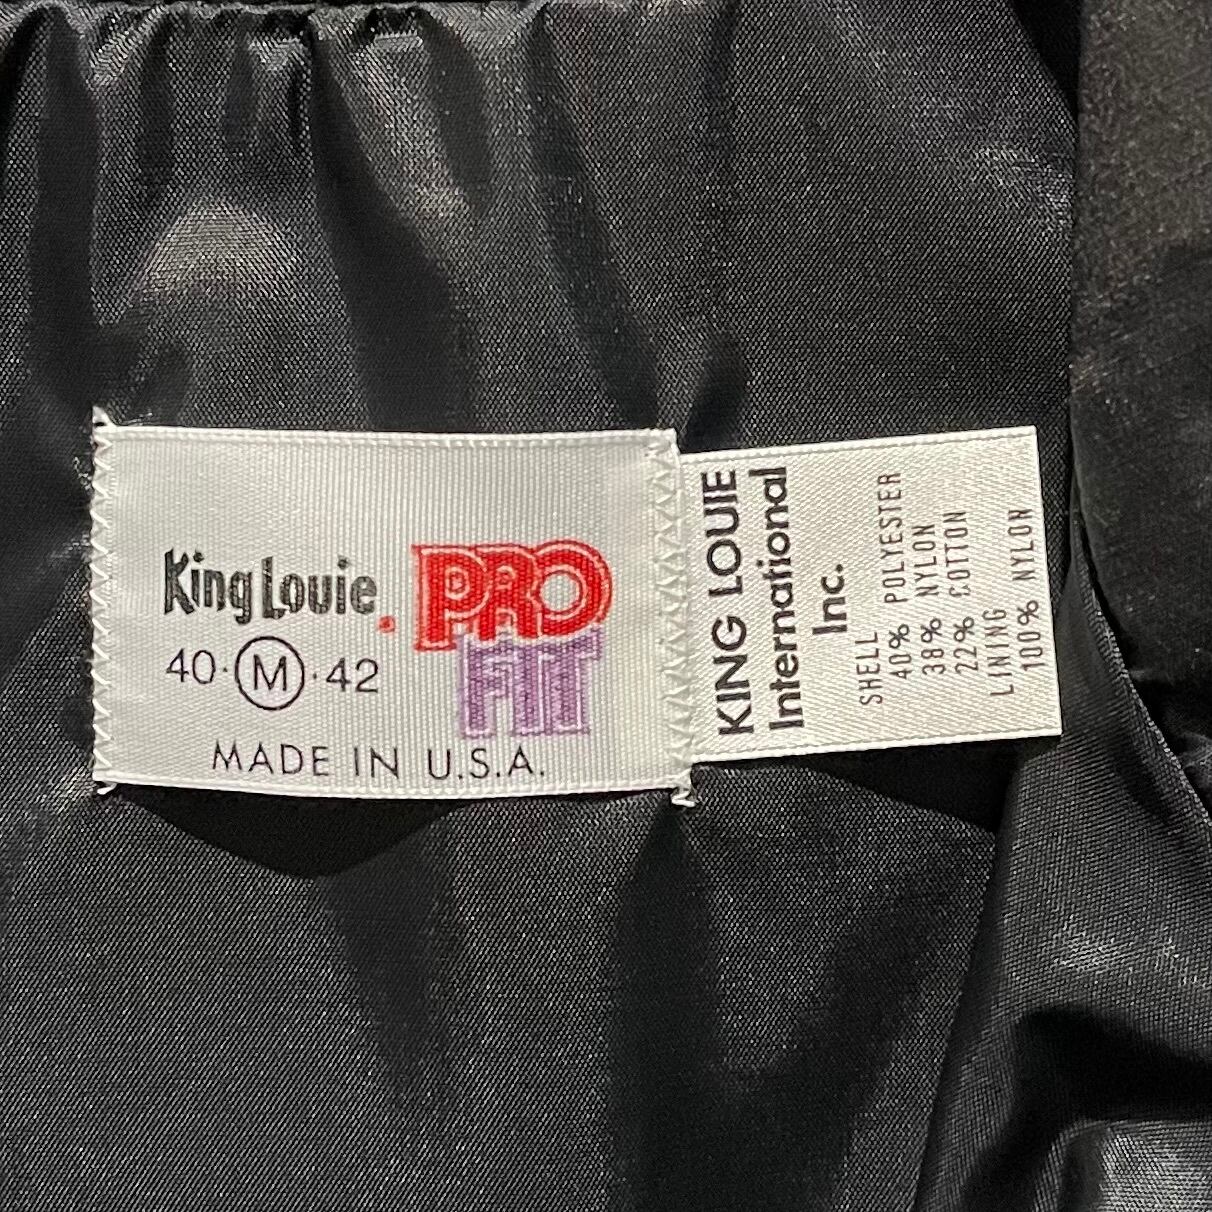 King Louie.
PRO
FIT
40·M·42
MADE IN U.S.A.
KING LOUIE
International
Inc.
SHELL
40% POLYESTER
38% NYLON
22% COTTON
LINING
100% NYLON